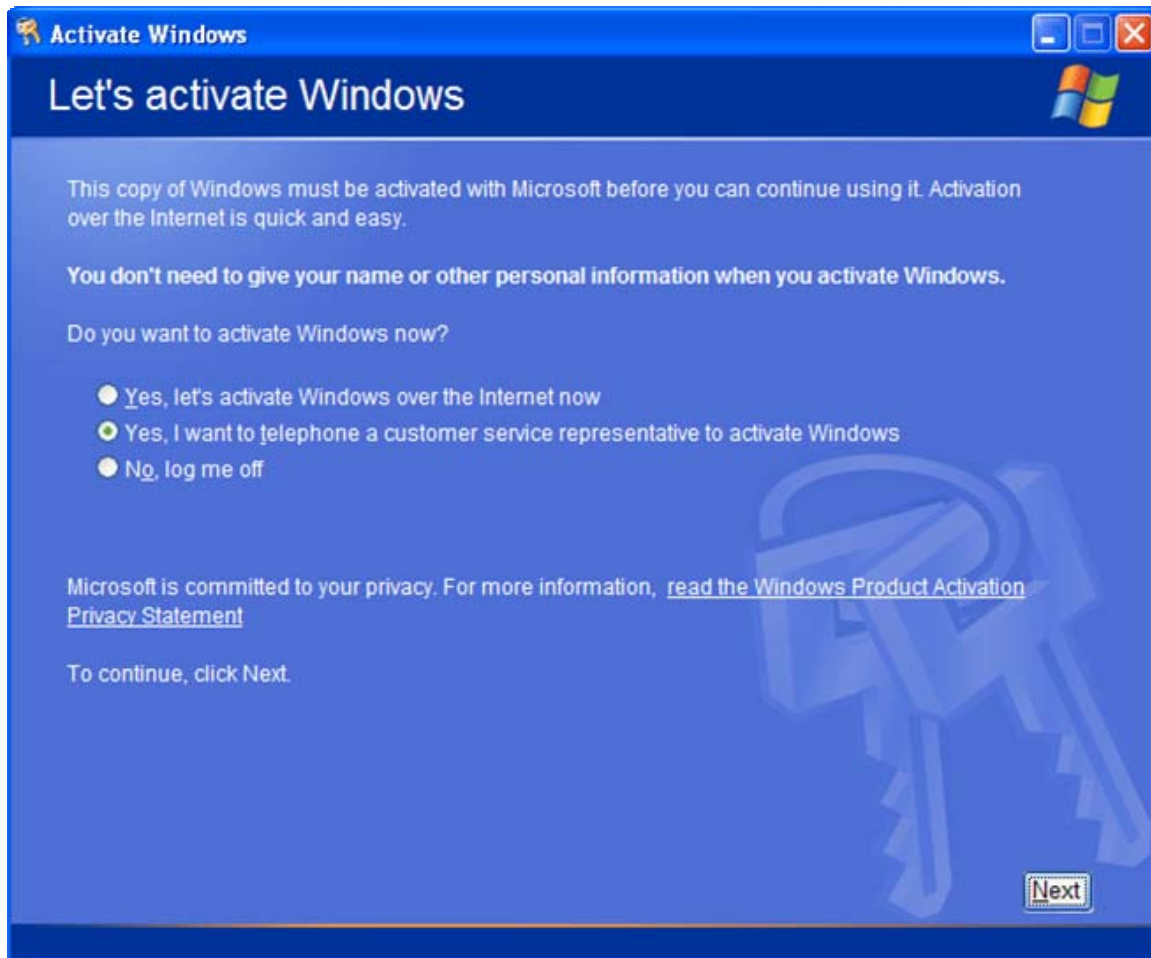 Activate Windows
Let's activate Windows
This copy of Windows must be activated with Microsoft before you can continue using it. Activation
over the Internet is quick and easy.
You don't need to give your name or other personal information when you activate Windows.
Do you want to activate Windows now?
Yes, let's activate Windows over the Internet now
Yes, I want to telephone a customer service representative to activate Windows
No, log me off
Microsoft is committed to your privacy. For more information, read the Windows Product Activation
Privacy Statement
To continue, click Next.
Next